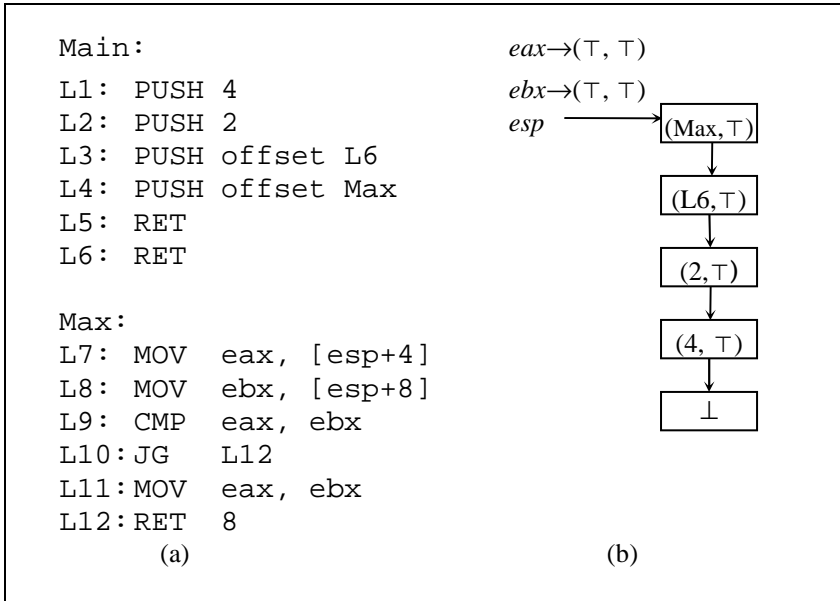 Main:
L1: PUSH 4
L2: PUSH 2
L3: PUSH offset L6
L4: PUSH offset Max
L5: RET
L6: RET
Max:
L7: MOV eax, [esp+4]
L8: MOV ebx, [esp+8]
L9: CMP eax, ebx
L10: JG L12
L11: MOV eax, ebx
L12: RET 8
(a)
eax→(⊤, ⊤)
ebx→(⊤, ⊤)
esp
(Max,⊤)
(L6,⊤)
(2,⊤)
(4, ⊤)
⊥
(b)